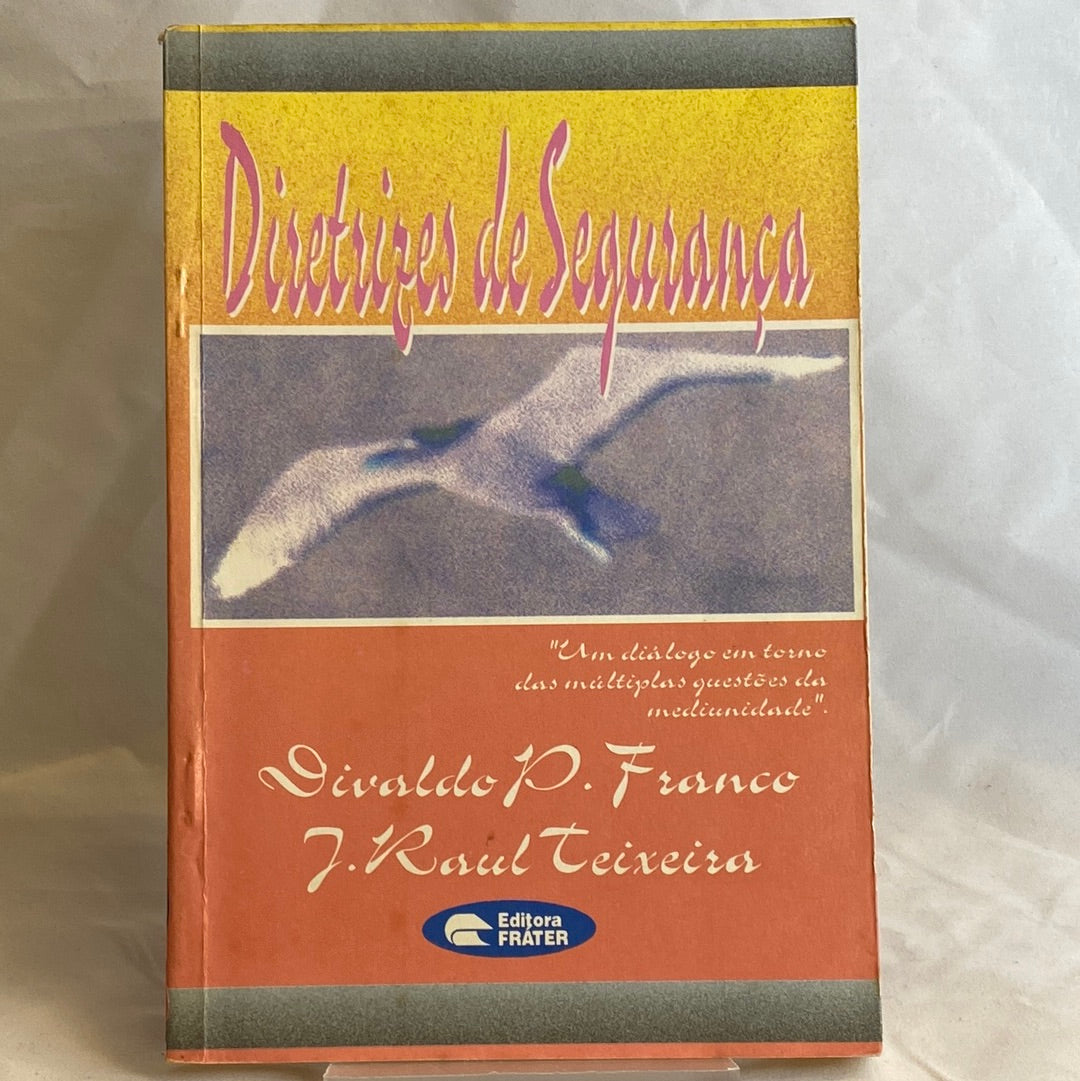 Diretrizes de Segurança
"Um diálogo em torno
das múltiplas questões da
mediunidade".
Divaldo P. Franco
J. Raul Teixeira
Editora
FRÁTER